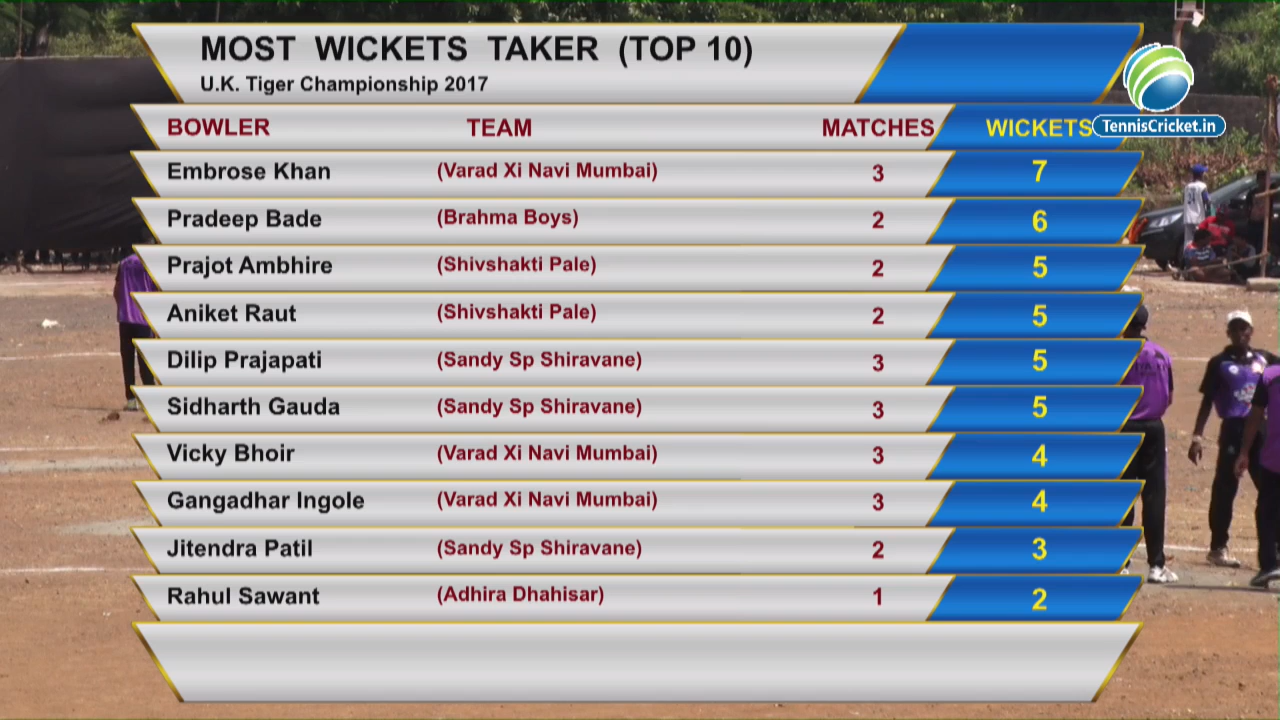 MOST WICKETS TAKER (TOP 10)
U.K. Tiger Championship 2017
TennisCricket.in
BOWLER TEAM MATCHES WICKETS
Embrose Khan (Varad Xi Navi Mumbai) 3 7
Pradeep Bade (Brahma Boys) 2 6
Prajot Ambhire (Shivshakti Pale) 2 5
Aniket Raut (Shivshakti Pale) 2 5
Dilip Prajapati (Sandy Sp Shiravane) 3 5
Sidharth Gauda (Sandy Sp Shiravane) 3 5
Vicky Bhoir (Varad Xi Navi Mumbai) 3 4
Gangadhar Ingole (Varad Xi Navi Mumbai) 3 4
Jitendra Patil (Sandy Sp Shiravane) 2 3
Rahul Sawant (Adhira Dhahisar) 1 2